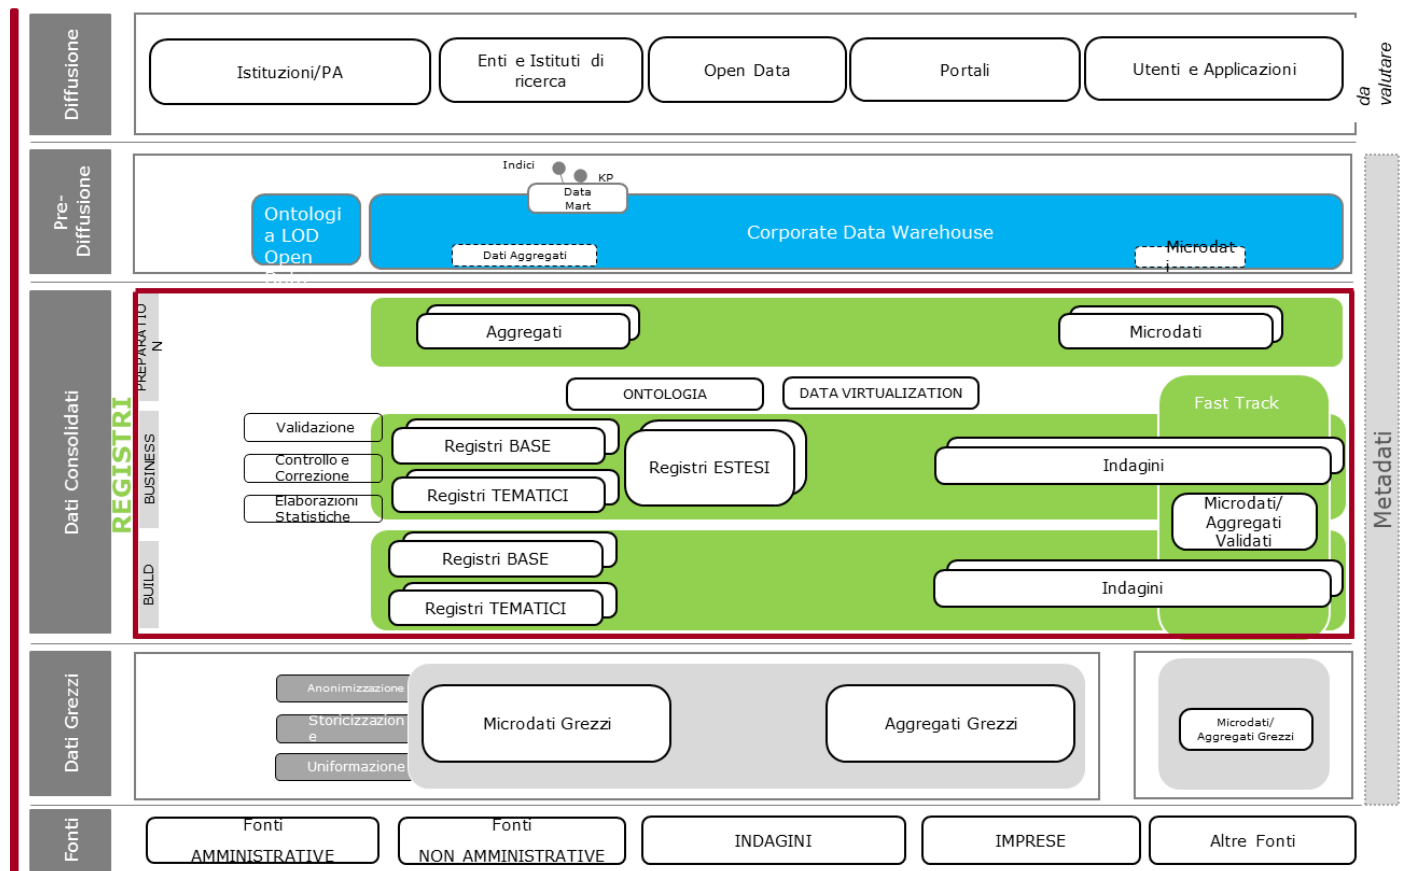 Diffusione
Istituzioni/PA
Enti e Istituti di
ricerca
Open Data
Portali
Utenti e Applicazioni
da
valutare
Pre-
Diffusione
Indici
KP
Data
Mart
Ontologi
a LOD
Open
Corporate Data Warehouse
Dati Aggregati
Microdat
i
Dati Consolidati
REGISTRI
PREPARATIO
N
Aggregati
Microdati
ONTOLOGIA
DATA VIRTUALIZATION
Fast Track
BUSINESS
Validazione
Controllo e
Correzione
Elaborazioni
Statistiche
Registri BASE
Registri TEMATICI
Registri ESTESI
Indagini
Microdati/
Aggregati
Validati
BUILD
Registri BASE
Registri TEMATICI
Indagini
Metadati
Dati Grezzi
Anonimizzazione
Storicizzazion
e
Uniformazione
Microdati Grezzi
Aggregati Grezzi
Microdati/
Aggregati Grezzi
Fonti
Fonti
AMMINISTRATIVE
Fonti
NON AMMINISTRATIVE
INDAGINI
IMPRESE
Altre Fonti